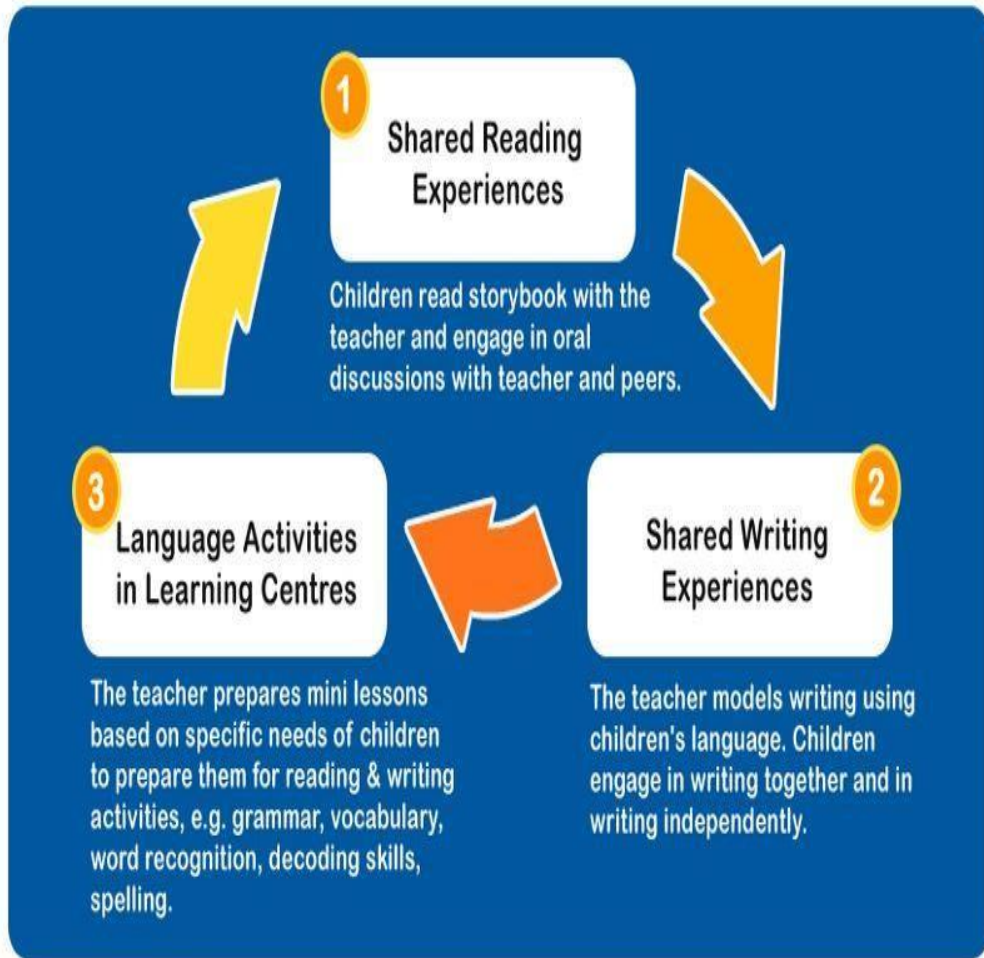 1
Shared Reading
Experiences
Children read storybook with the
teacher and engage in oral
discussions with teacher and peers.
2
Shared Writing
Experiences
The teacher models writing using
children's language. Children
engage in writing together and in
writing independently.
3
Language Activities
in Learning Centres
The teacher prepares mini lessons
based on specific needs of children
to prepare them for reading & writing
activities, e.g. grammar, vocabulary,
word recognition, decoding skills,
spelling.